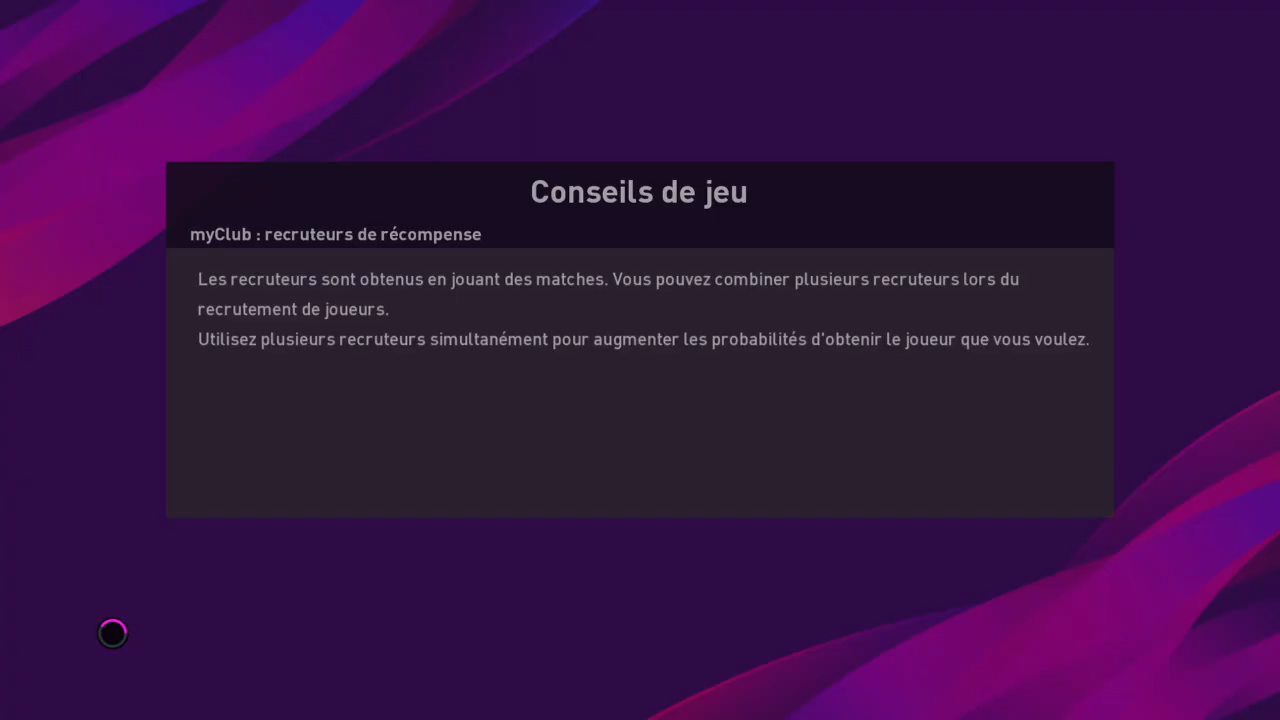 Conseils de jeu
myClub : recruteurs de récompense
Les recruteurs sont obtenus en jouant des matches. Vous pouvez combiner plusieurs recruteurs lors du
recrutement de joueurs.
Utilisez plusieurs recruteurs simultanément pour augmenter les probabilités d'obtenir le joueur que vous voulez.